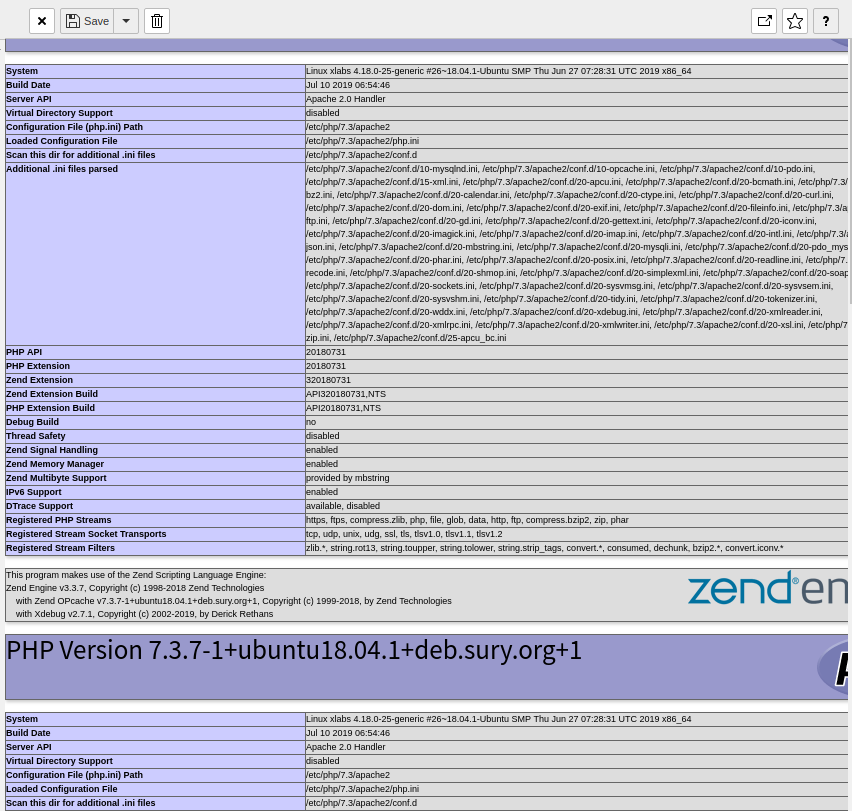 Save
?
System Linux xlabs 4.18.0-25-generic #26~18.04.1-Ubuntu SMP Thu Jun 27 07:28:31 UTC 2019 x86_64
Build Date Jul 10 2019 06:54:46
Server API Apache 2.0 Handler
Virtual Directory Support disabled
Configuration File (php.ini) Path /etc/php/7.3/apache2
Loaded Configuration File /etc/php/7.3/apache2/php.ini
Scan this dir for additional .ini files /etc/php/7.3/apache2/conf.d
Additional .ini files parsed /etc/php/7.3/apache2/conf.d/10-mysqlnd.ini, /etc/php/7.3/apache2/conf.d/10-opcache.ini, /etc/php/7.3/apache2/conf.d/10-pdo.ini,
/etc/php/7.3/apache2/conf.d/15-xml.ini, /etc/php/7.3/apache2/conf.d/20-apcu.ini, /etc/php/7.3/apache2/conf.d/20-bcmath.ini, /etc/php/7.3/
bz2.ini, /etc/php/7.3/apache2/conf.d/20-calendar.ini, /etc/php/7.3/apache2/conf.d/20-ctype.ini, /etc/php/7.3/apache2/conf.d/20-curl.ini,
/etc/php/7.3/apache2/conf.d/20-dom.ini, /etc/php/7.3/apache2/conf.d/20-exif.ini, /etc/php/7.3/apache2/conf.d/20-fileinfo.ini, /etc/php/7.3/a
ftp.ini, /etc/php/7.3/apache2/conf.d/20-gd.ini, /etc/php/7.3/apache2/conf.d/20-gettext.ini, /etc/php/7.3/apache2/conf.d/20-iconv.ini,
/etc/php/7.3/apache2/conf.d/20-imagick.ini, /etc/php/7.3/apache2/conf.d/20-imap.ini, /etc/php/7.3/apache2/conf.d/20-intl.ini, /etc/php/7.3/a
json.ini, /etc/php/7.3/apache2/conf.d/20-mbstring.ini, /etc/php/7.3/apache2/conf.d/20-mysqli.ini, /etc/php/7.3/apache2/conf.d/20-pdo_mys
/etc/php/7.3/apache2/conf.d/20-phar.ini, /etc/php/7.3/apache2/conf.d/20-posix.ini, /etc/php/7.3/apache2/conf.d/20-readline.ini, /etc/php/7.
recode.ini, /etc/php/7.3/apache2/conf.d/20-shmop.ini, /etc/php/7.3/apache2/conf.d/20-simplexml.ini, /etc/php/7.3/apache2/conf.d/20-soap
/etc/php/7.3/apache2/conf.d/20-sockets.ini, /etc/php/7.3/apache2/conf.d/20-sysvmsg.ini, /etc/php/7.3/apache2/conf.d/20-sysvsem.ini,
/etc/php/7.3/apache2/conf.d/20-sysvshm.ini, /etc/php/7.3/apache2/conf.d/20-tidy.ini, /etc/php/7.3/apache2/conf.d/20-tokenizer.ini,
/etc/php/7.3/apache2/conf.d/20-wddx.ini, /etc/php/7.3/apache2/conf.d/20-xdebug.ini, /etc/php/7.3/apache2/conf.d/20-xmlreader.ini,
/etc/php/7.3/apache2/conf.d/20-xmlrpc.ini, /etc/php/7.3/apache2/conf.d/20-xmlwriter.ini, /etc/php/7.3/apache2/conf.d/20-xsl.ini, /etc/php/7
zip.ini, /etc/php/7.3/apache2/conf.d/25-apcu_bc.ini
PHP API 20180731
PHP Extension 20180731
Zend Extension 320180731
Zend Extension Build API320180731,NTS
PHP Extension Build API20180731,NTS
Debug Build no
Thread Safety disabled
Zend Signal Handling enabled
Zend Memory Manager enabled
Zend Multibyte Support provided by mbstring
IPv6 Support enabled
DTrace Support available, disabled
Registered PHP Streams https, ftps, compress.zlib, php, file, glob, data, http, ftp, compress.bzip2, zip, phar
Registered Stream Socket Transports tcp, udp, unix, udg, ssl, tls, tlsv1.0, tlsv1.1, tlsv1.2
Registered Stream Filters zlib.*, string.rot13, string.toupper, string.tolower, string.strip_tags, convert.*, consumed, dechunk, bzip2.*, convert.iconv.*
This program makes use of the Zend Scripting Language Engine:
Zend Engine v3.3.7, Copyright (c) 1998-2018 Zend Technologies
with Zend OPcache v7.3.7-1+ubuntu18.04.1+deb.sury.org+1, Copyright (c) 1999-2018, by Zend Technologies
with Xdebug v2.7.1, Copyright (c) 2002-2019, by Derick Rethans
zend® en
PHP Version 7.3.7-1+ubuntu18.04.1+deb.sury.org+1
System Linux xlabs 4.18.0-25-generic #26~18.04.1-Ubuntu SMP Thu Jun 27 07:28:31 UTC 2019 x86_64
Build Date Jul 10 2019 06:54:46
Server API Apache 2.0 Handler
Virtual Directory Support disabled
Configuration File (php.ini) Path /etc/php/7.3/apache2
Loaded Configuration File /etc/php/7.3/apache2/php.ini
Scan this dir for additional .ini files /etc/php/7.3/apache2/conf.d